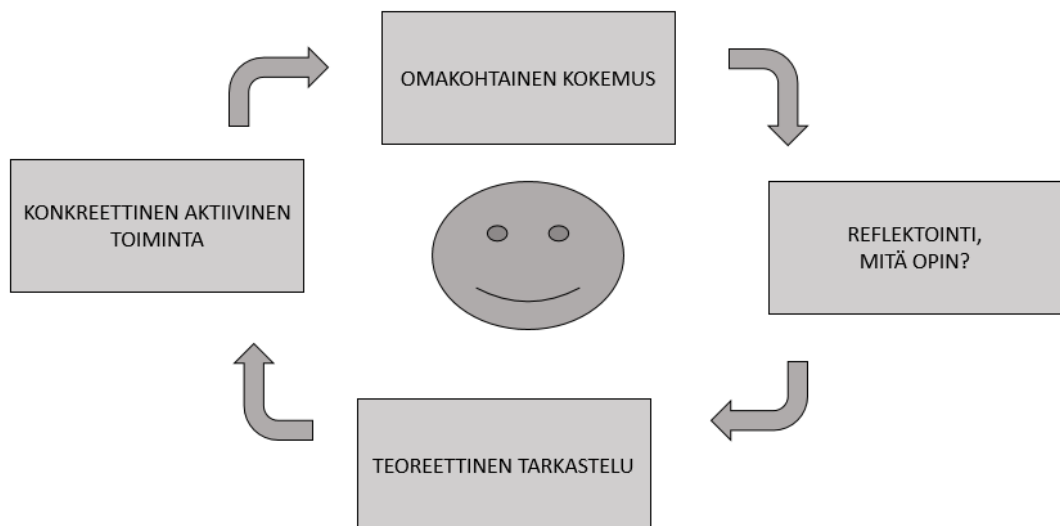 OMAKOHTAINEN KOKEMUS
KONKREETTINEN AKTIIVINEN
TOIMINTA
REFLEKTOINTI,
MITÄ OPIN?
TEOREETTINEN TARKASTELU